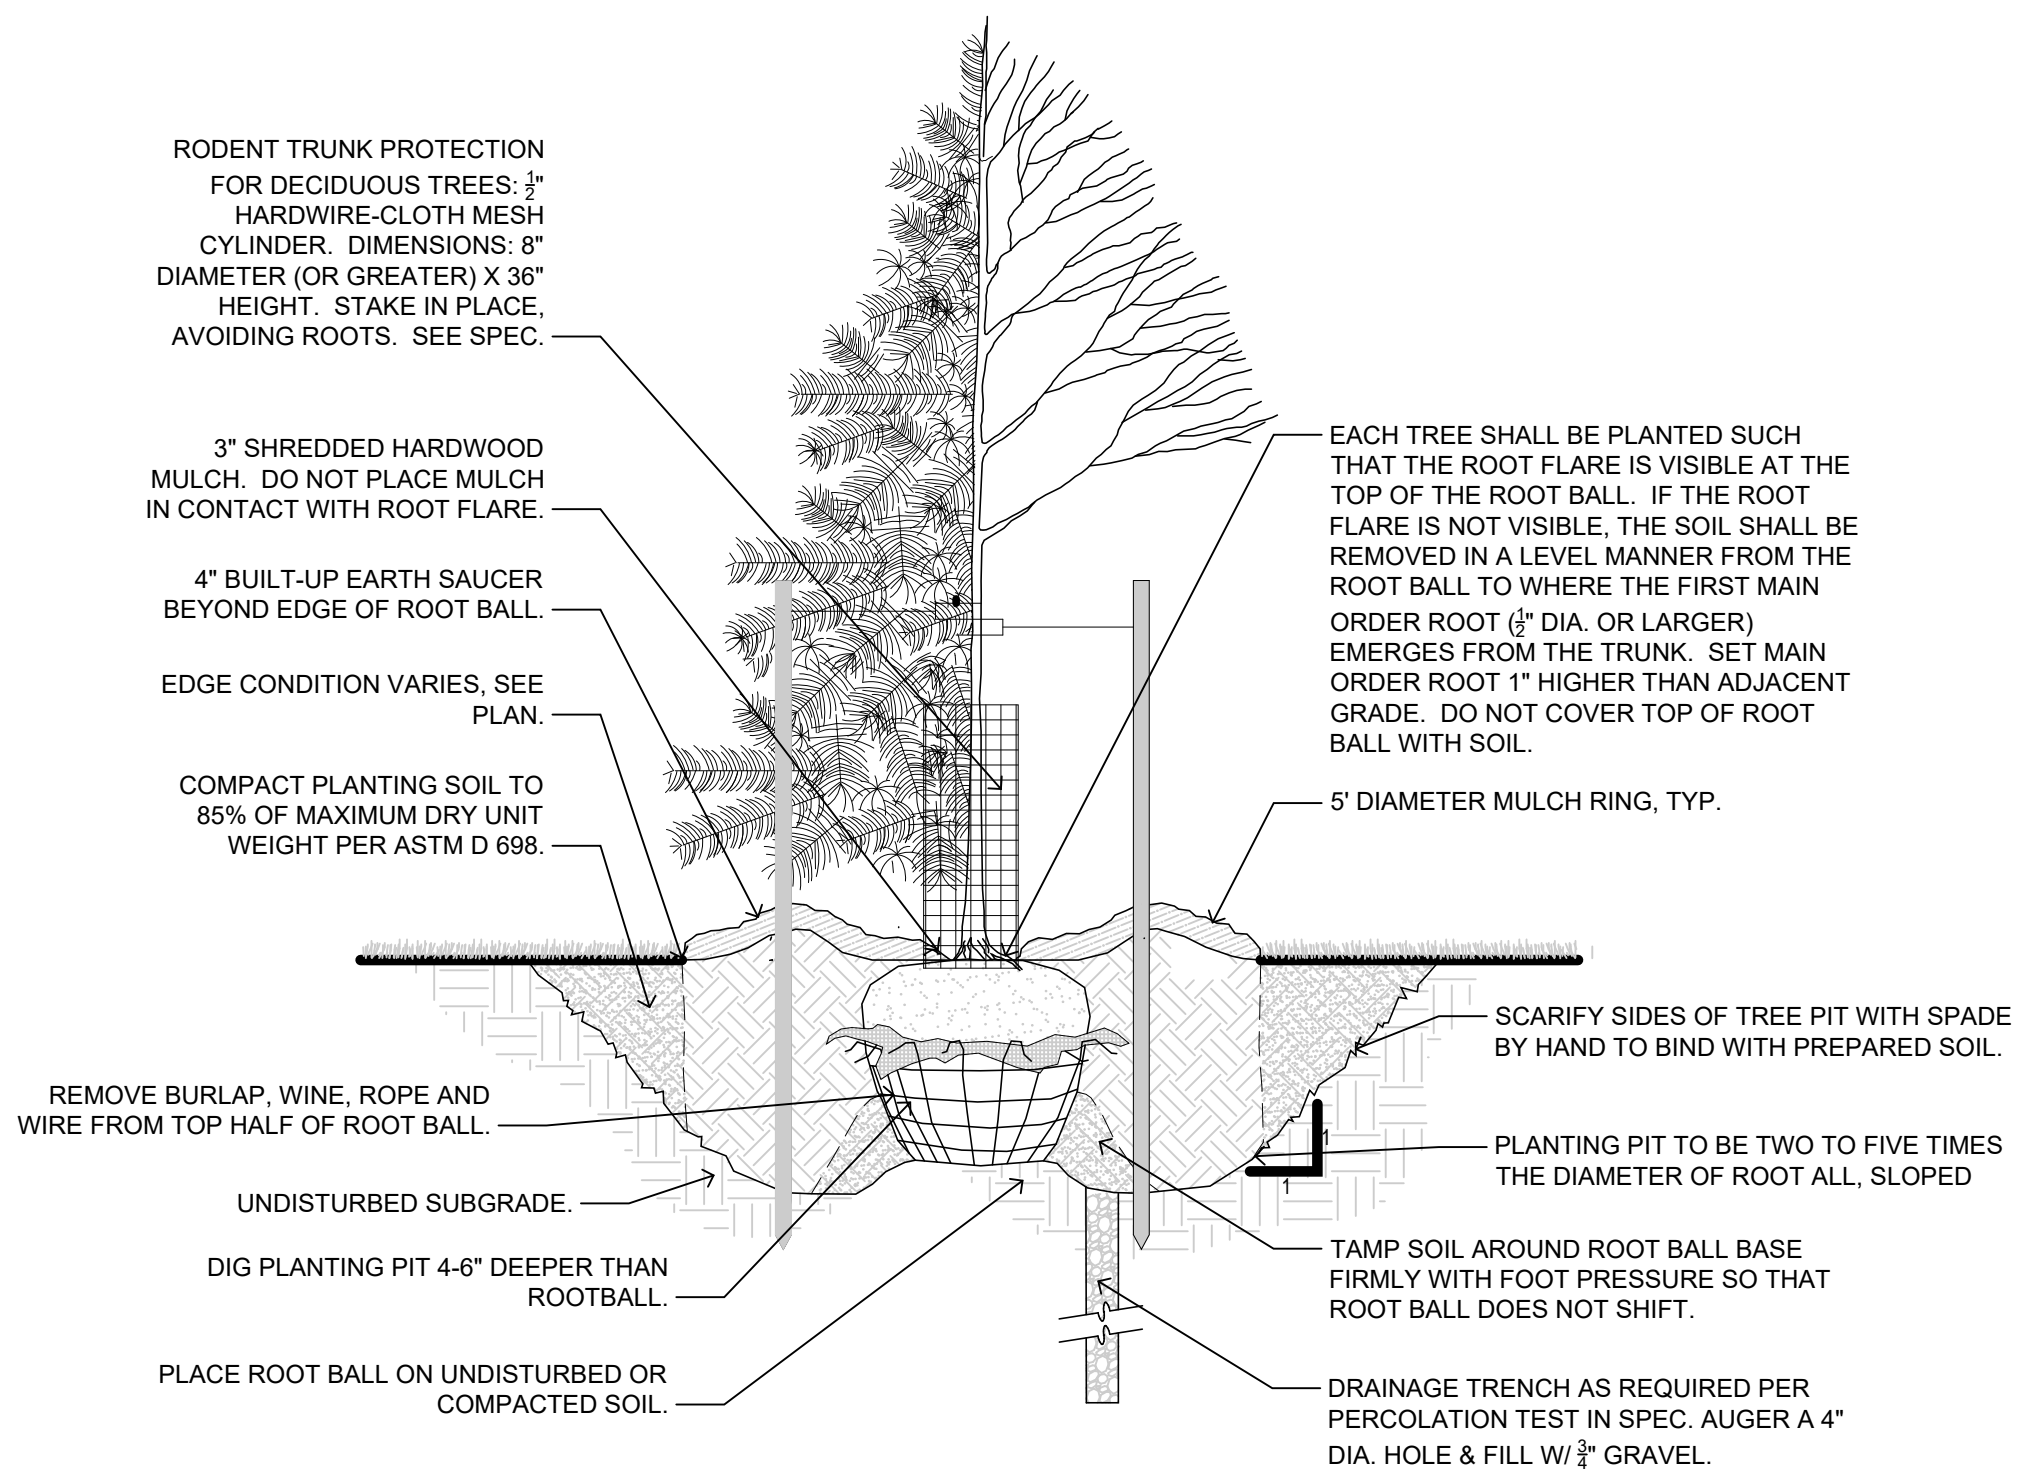 RODENT TRUNK PROTECTION
FOR DECIDUOUS TREES: ½"
HARDWIRE-CLOTH MESH
CYLINDER. DIMENSIONS: 8"
DIAMETER (OR GREATER) X 36"
HEIGHT. STAKE IN PLACE,
AVOIDING ROOTS. SEE SPEC.
3" SHREDDED HARDWOOD
MULCH. DO NOT PLACE MULCH
IN CONTACT WITH ROOT FLARE.
4" BUILT-UP EARTH SAUCER
BEYOND EDGE OF ROOT BALL.
EDGE CONDITION VARIES, SEE
PLAN.
COMPACT PLANTING SOIL TO
85% OF MAXIMUM DRY UNIT
WEIGHT PER ASTM D 698.
REMOVE BURLAP, WINE, ROPE AND
WIRE FROM TOP HALF OF ROOT BALL.
UNDISTURBED SUBGRADE.
DIG PLANTING PIT 4-6" DEEPER THAN
ROOTBALL.
PLACE ROOT BALL ON UNDISTURBED OR
COMPACTED SOIL.
EACH TREE SHALL BE PLANTED SUCH
THAT THE ROOT FLARE IS VISIBLE AT THE
TOP OF THE ROOT BALL. IF THE ROOT
FLARE IS NOT VISIBLE, THE SOIL SHALL BE
REMOVED IN A LEVEL MANNER FROM THE
ROOT BALL TO WHERE THE FIRST MAIN
ORDER ROOT (½" DIA. OR LARGER)
EMERGES FROM THE TRUNK. SET MAIN
ORDER ROOT 1" HIGHER THAN ADJACENT
GRADE. DO NOT COVER TOP OF ROOT
BALL WITH SOIL.
5' DIAMETER MULCH RING, TYP.
SCARIFY SIDES OF TREE PIT WITH SPADE
BY HAND TO BIND WITH PREPARED SOIL.
1
1
PLANTING PIT TO BE TWO TO FIVE TIMES
THE DIAMETER OF ROOT ALL, SLOPED
TAMP SOIL AROUND ROOT BALL BASE
FIRMLY WITH FOOT PRESSURE SO THAT
ROOT BALL DOES NOT SHIFT.
DRAINAGE TRENCH AS REQUIRED PER
PERCOLATION TEST IN SPEC. AUGER A 4"
DIA. HOLE & FILL W/ ¾" GRAVEL.